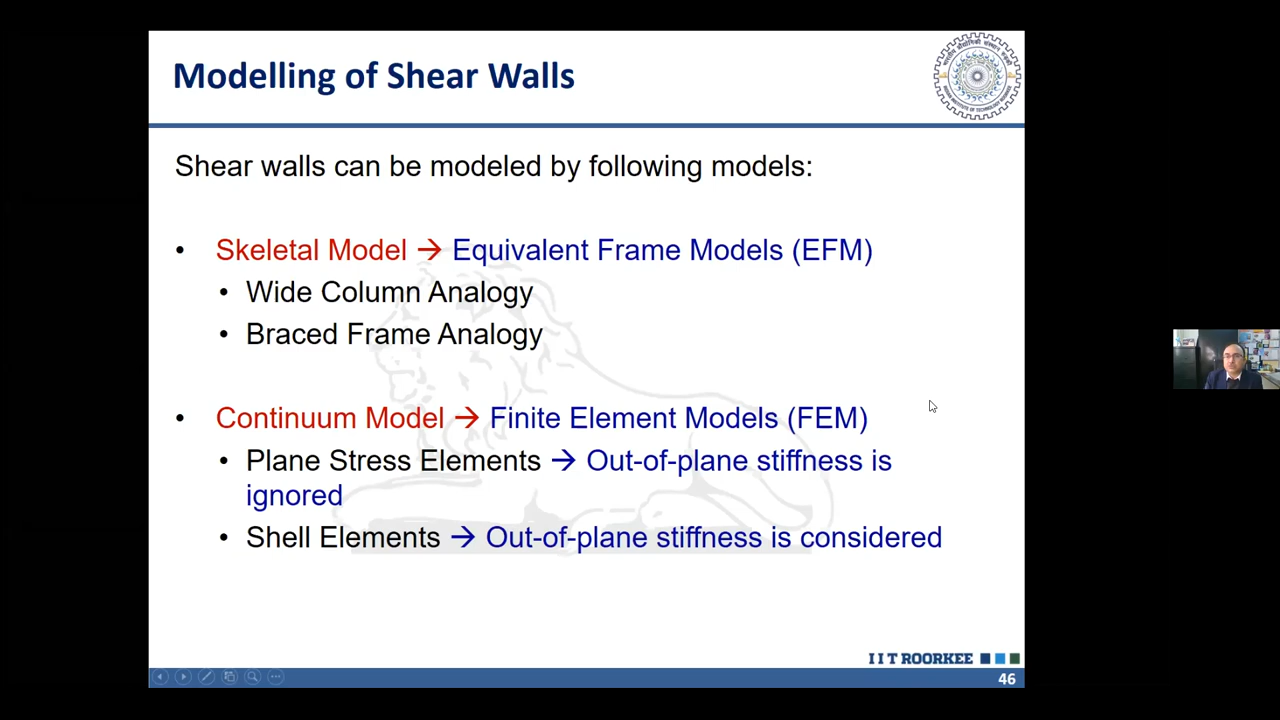 Modelling of Shear Walls
Shear walls can be modeled by following models:
• Skeletal Model → Equivalent Frame Models (EFM)
• Wide Column Analogy
• Braced Frame Analogy
• Continuum Model → Finite Element Models (FEM)
• Plane Stress Elements → Out-of-plane stiffness is
ignored
• Shell Elements → Out-of-plane stiffness is considered
I I T ROORKEE
46